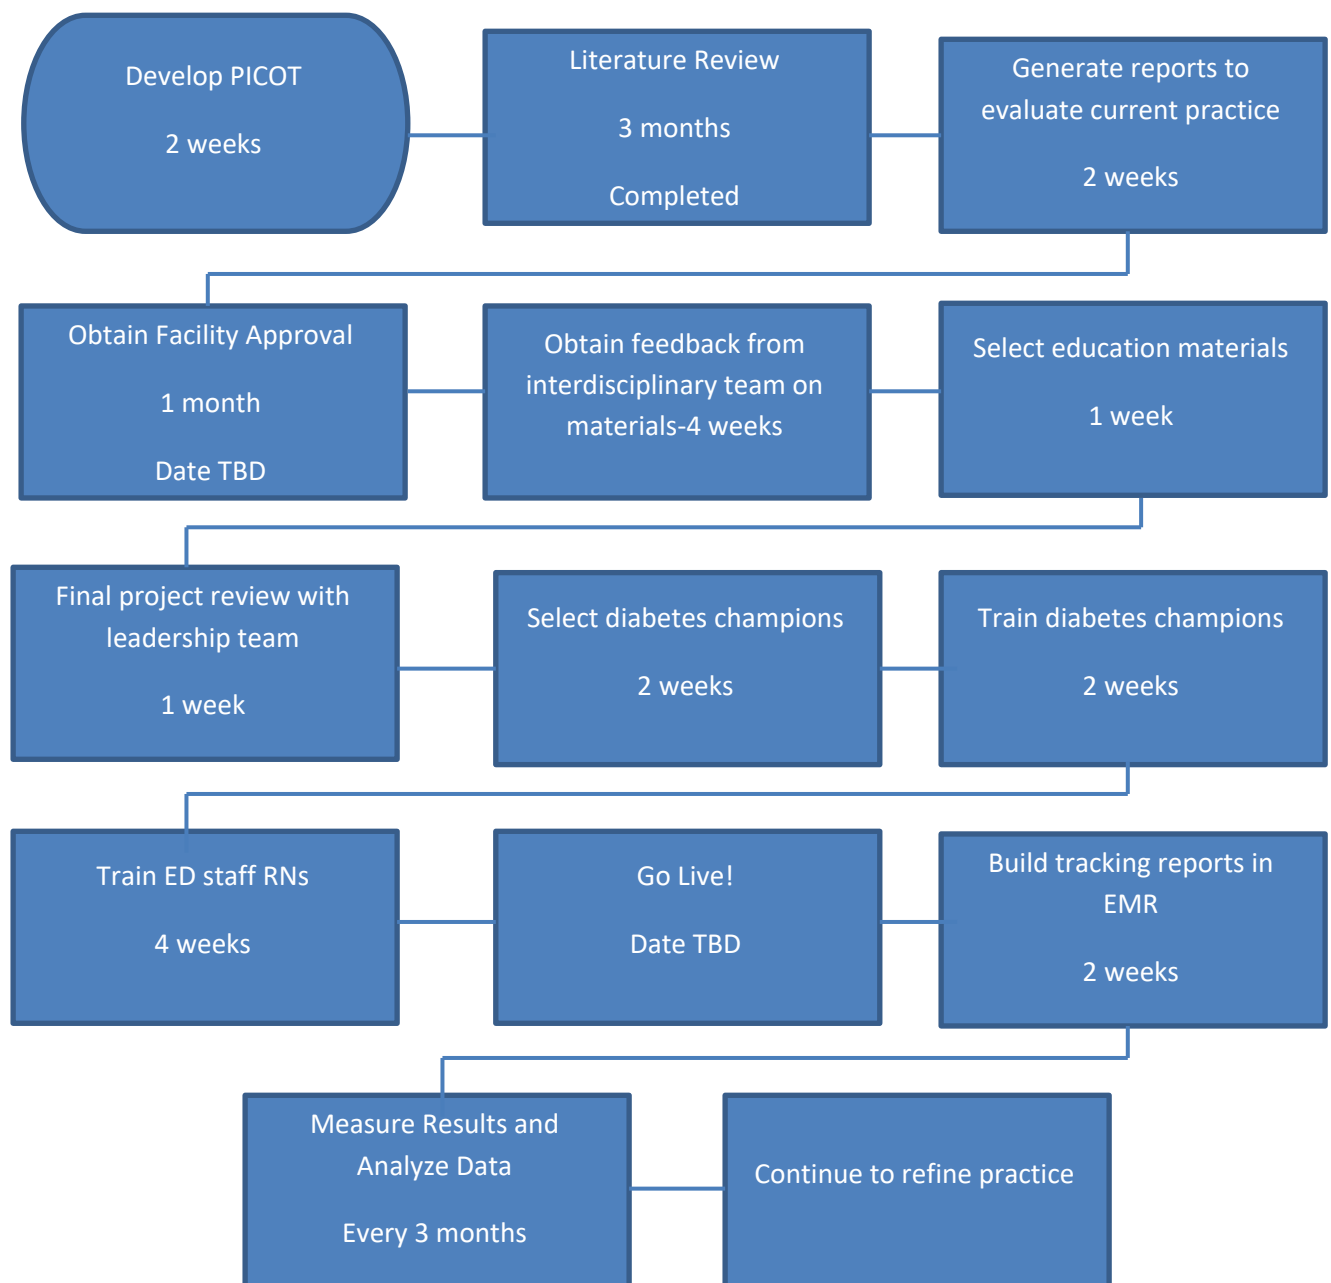 Develop PICOT
2 weeks
Literature Review
3 months
Completed
Generate reports to
evaluate current practice
2 weeks
Obtain Facility Approval
1 month
Date TBD
Obtain feedback from
interdisciplinary team on
materials-4 weeks
Select education materials
1 week
Final project review with
leadership team
1 week
Select diabetes champions
2 weeks
Train diabetes champions
2 weeks
Train ED staff RNs
4 weeks
Go Live!
Date TBD
Build tracking reports in
EMR
2 weeks
Measure Results and
Analyze Data
Every 3 months
Continue to refine practice